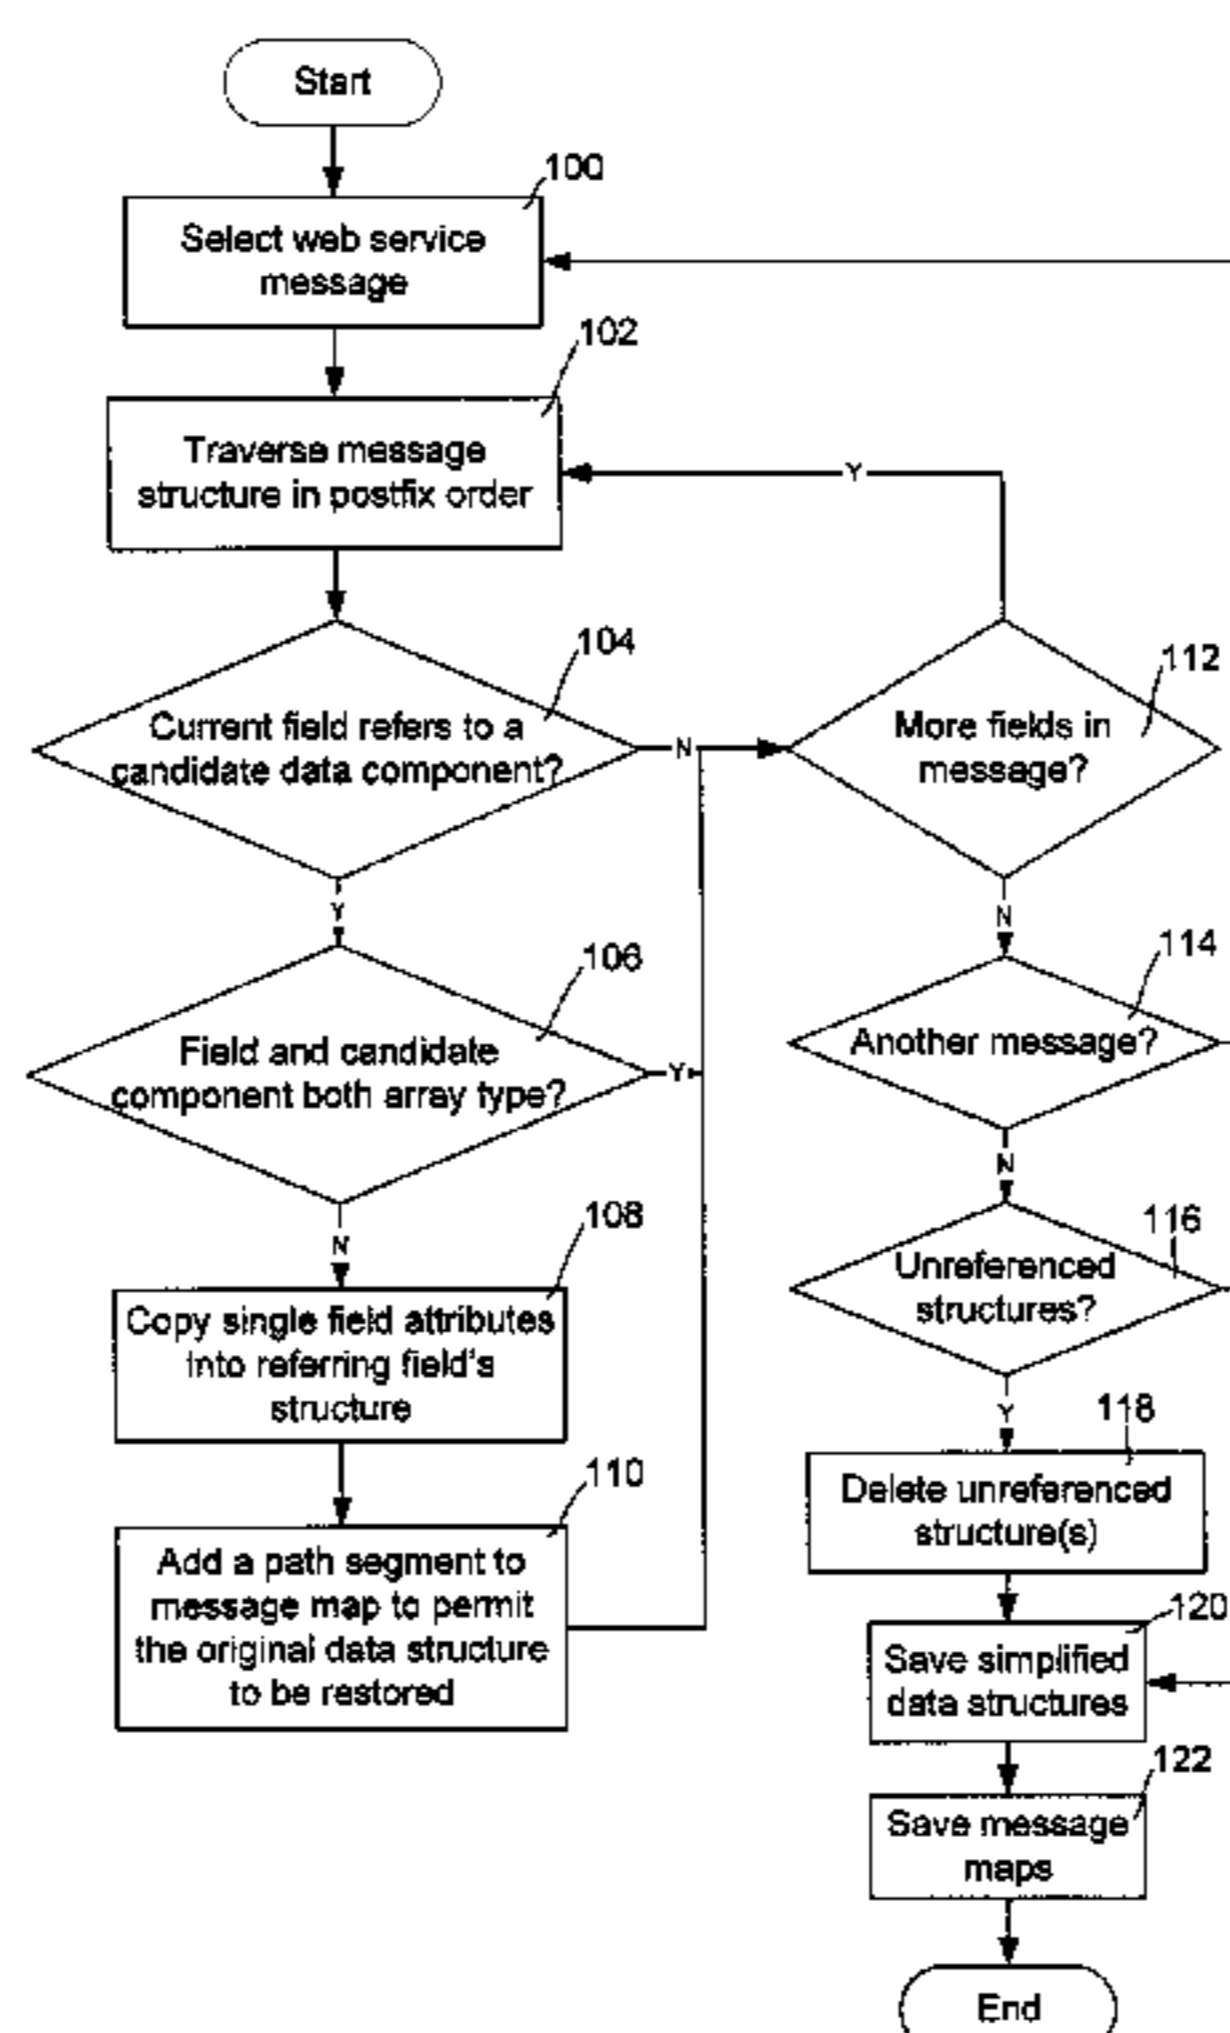 Start
100
Select web service
message
102
Traverse message
structure in postfix order
Y
104
Current field refers to a
candidate data component?
N
Y
106
Field and candidate
component both array type?
Y
N
108
Copy single field attributes
into referring field's
structure
110
Add a path segment to
message map to permit
the original data structure
to be restored
112
More fields in
message?
N
114
Another message?
N
116
Unreferenced
structures?
Y
118
Delete unreferenced
structure(s)
120
Save simplified
data structures
122
Save message
maps
End